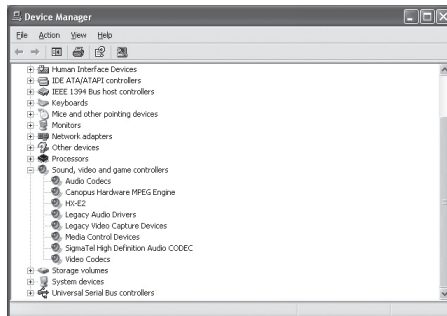 Device Manager
File Action View Help
Human Interface Devices
IDE ATA/ATAPI controllers
IEEE 1394 Bus host controllers
Keyboards
Mice and other pointing devices
Monitors
Network adapters
Other devices
Processors
Sound, video and game controllers
Audio Codecs
Canopus Hardware MPEG Engine
HX-E2
Legacy Audio Drivers
Legacy Video Capture Devices
Media Control Devices
SigmaTel High Definition Audio CODEC
Video Codecs
Storage volumes
System devices
Universal Serial Bus controllers